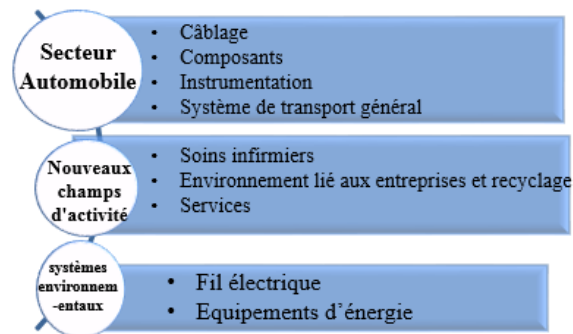 Secteur
Automobile
• Câblage
• Composants
• Instrumentation
• Système de transport général
Nouveaux
champs
d'activité
• Soins infirmiers
• Environnement lié aux entreprises et recyclage
• Services
systèmes
environnem
-entaux
• Fil électrique
• Equipements d’énergie